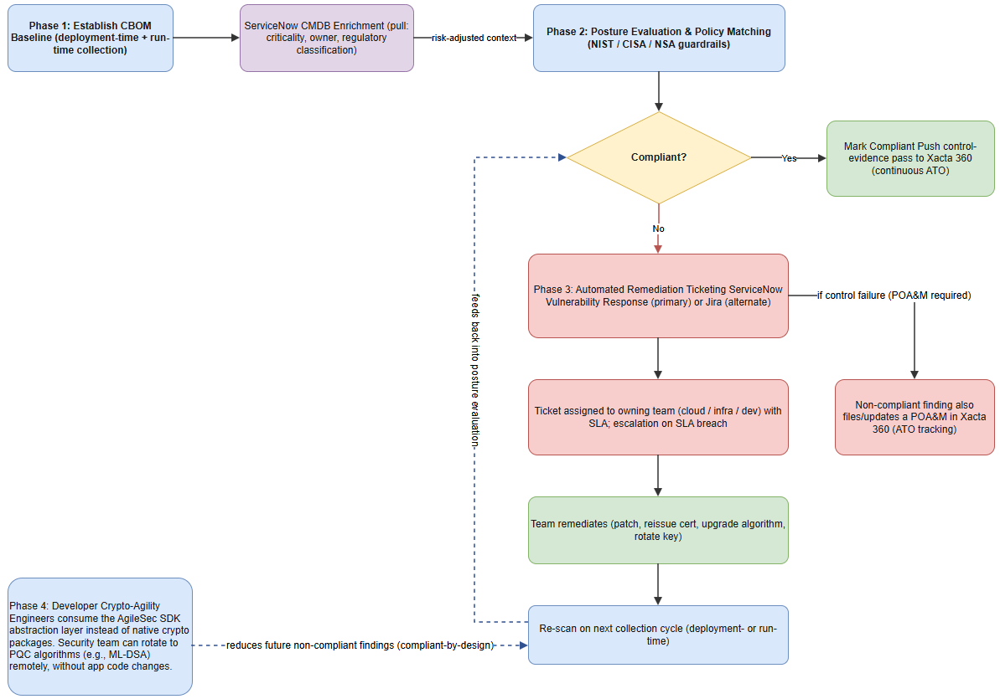 Phase 1: Establish CBOM
Baseline (deployment-time + run-
time collection)
ServiceNow CMDB Enrichment (pull:
criticality, owner, regulatory
classification)
risk-adjusted context
Phase 2: Posture Evaluation & Policy Matching
(NIST / CISA / NSA guardrails)
Compliant?
Yes
Mark Compliant Push control-
evidence pass to Xacta 360
(continuous ATO)
No
Phase 3: Automated Remediation Ticketing ServiceNow
Vulnerability Response (primary) or Jira (alternate)
if control failure (POA&M required)
feeds back into posture evaluation
Ticket assigned to owning team (cloud / infra / dev) with
SLA; escalation on SLA breach
Non-compliant finding also
files/updates a POA&M in Xacta
360 (ATO tracking)
Team remediates (patch, reissue cert, upgrade algorithm,
rotate key)
Phase 4: Developer Crypto-Agility
Engineers consume the AgileSec SDK
abstraction layer instead of native crypto
packages. Security team can rotate to
PQC algorithms (e.g., ML-DSA)
remotely, without app code changes.
reduces future non-compliant findings (compliant-by-design)
Re-scan on next collection cycle (deployment- or run-
time)